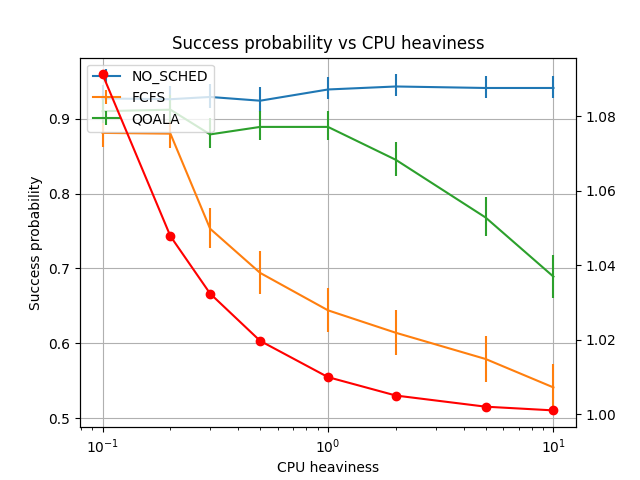 Success probability vs CPU heaviness
NO_SCHED
FCFS
QOALA
Success probability
0.9
0.8
0.7
0.6
0.5
1.08
1.06
1.04
1.02
1.00
10⁻¹
10⁰
10¹
CPU heaviness